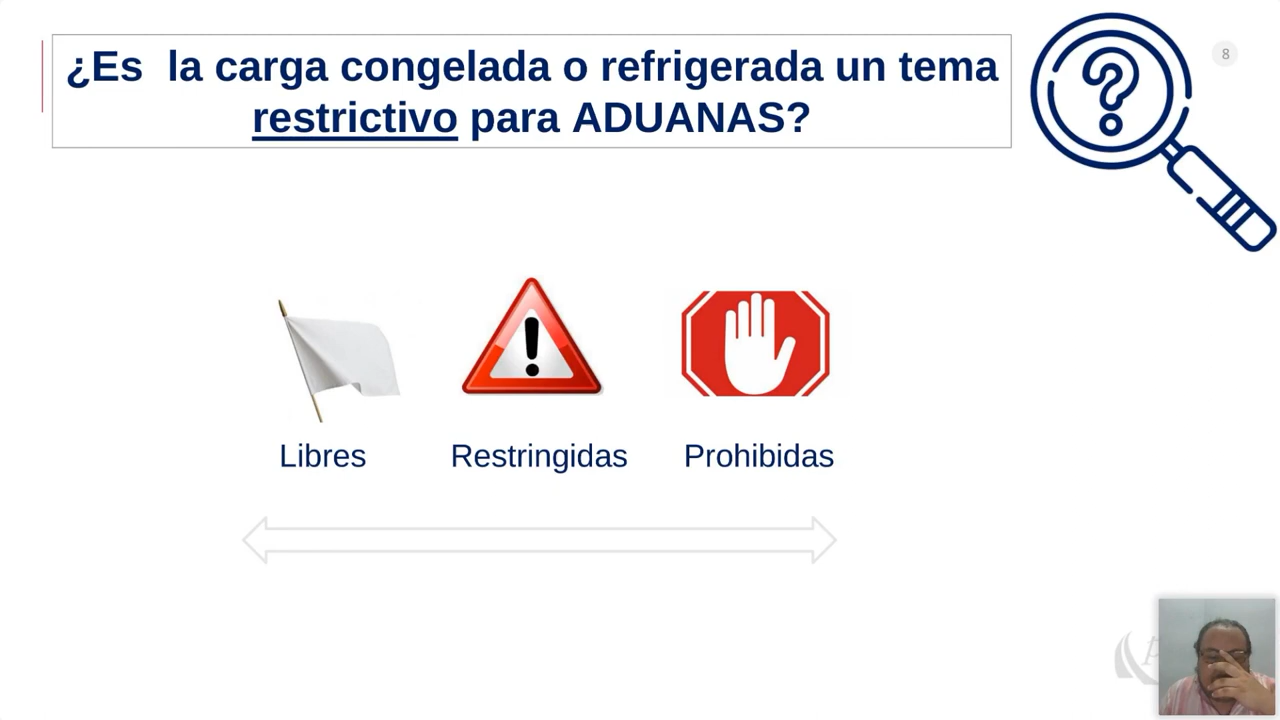 ¿Es la carga congelada o refrigerada un tema
restrictivo para ADUANAS?
8
Libres
Restringidas
Prohibidas